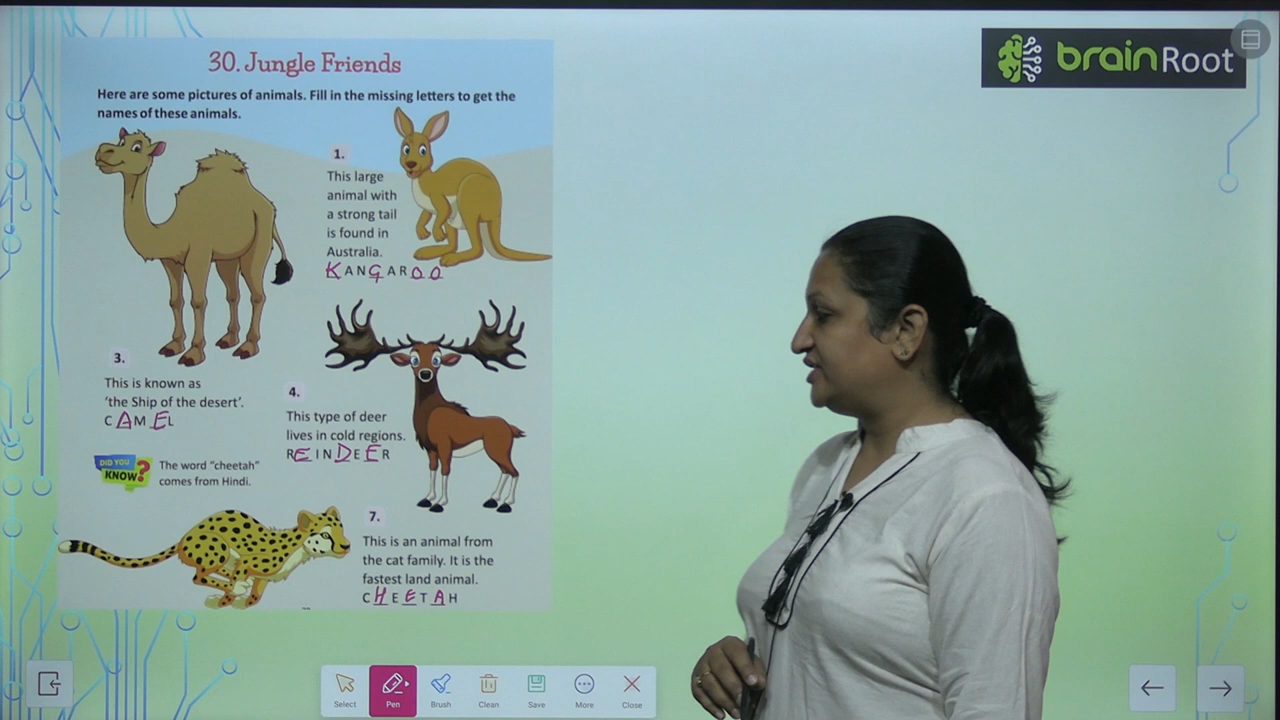 30. Jungle Friends
Here are some pictures of animals. Fill in the missing letters to get the
names of these animals.
1.
This large
animal with
a strong tail
is found in
Australia.
KANGAROO
3.
This is known as
‘the Ship of the desert’.
CAMEL
4.
This type of deer
lives in cold regions.
REINDEER
DID YOU
KNOW?
The word “cheetah”
comes from Hindi.
7.
This is an animal from
the cat family. It is the
fastest land animal.
CHEETAH
brainRoot
Select
Pen
Brush
Clean
Save
More
Close